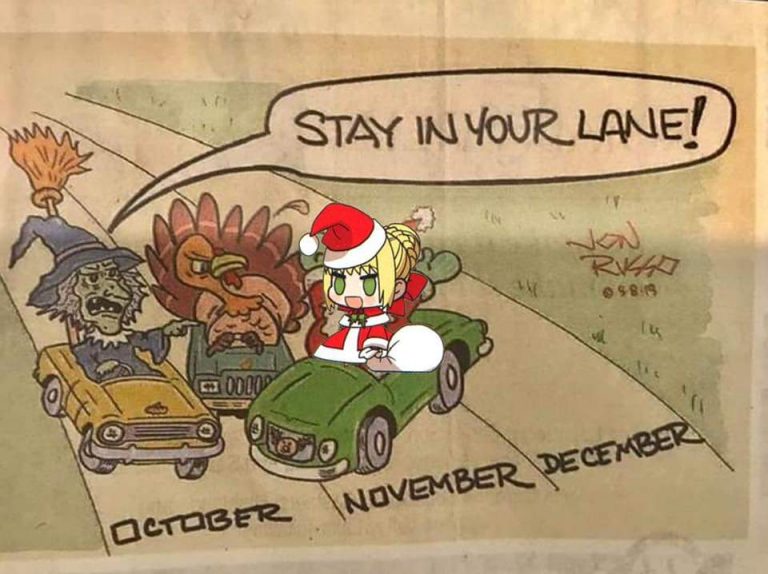 STAY IN YOUR LANE!
JON
RUSSO
OCTOBER
NOVEMBER
DECEMBER